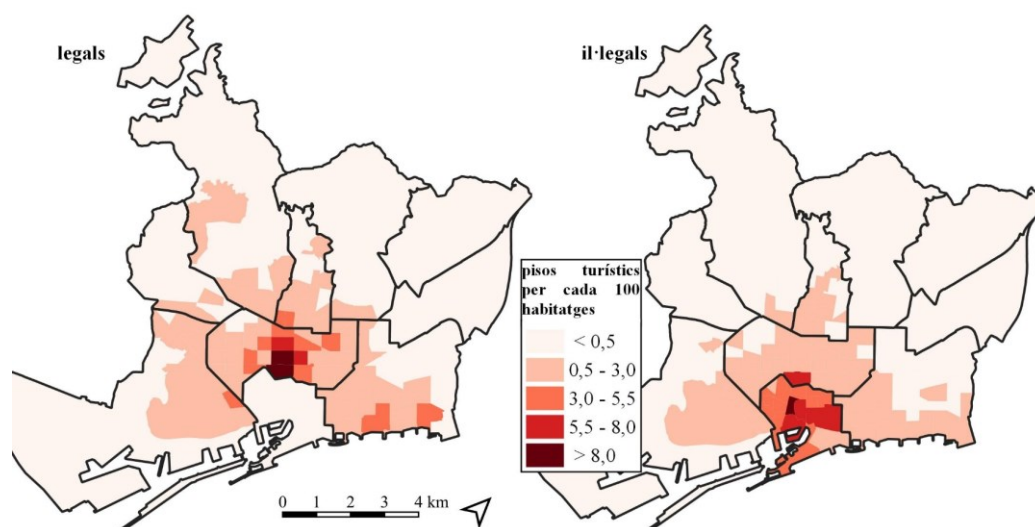 legals
il·legals
pisos turístics
per cada 100
habitatges
< 0,5
0,5 - 3,0
3,0 - 5,5
5,5 - 8,0
> 8,0
0 1 2 3 4 km